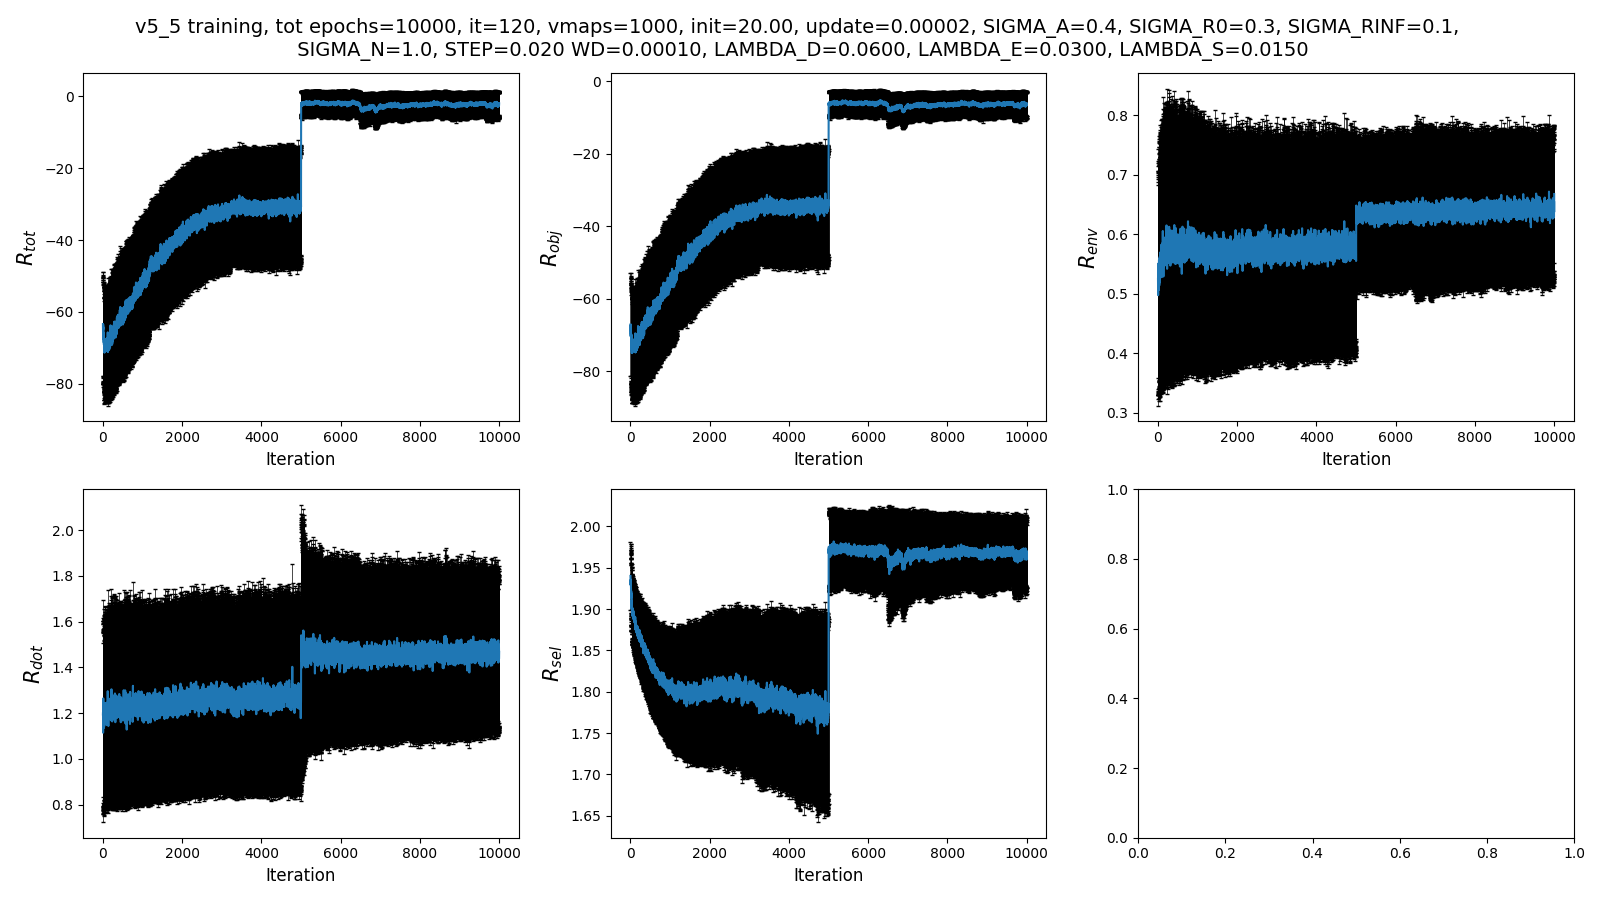 v5_5 training, tot epochs=10000, it=120, vmaps=1000, init=20.00, update=0.00002, SIGMA_A=0.4, SIGMA_R0=0.3, SIGMA_RINF=0.1,
SIGMA_N=1.0, STEP=0.020 WD=0.00010, LAMBDA_D=0.0600, LAMBDA_E=0.0300, LAMBDA_S=0.0150
R_tot
0
−20
−40
−60
−80
0 2000 4000 6000 8000 10000
Iteration
R_obj
0
−20
−40
−60
−80
0 2000 4000 6000 8000 10000
Iteration
R_env
0.8
0.7
0.6
0.5
0.4
0.3
0 2000 4000 6000 8000 10000
Iteration
R_dot
2.0
1.8
1.6
1.4
1.2
1.0
0.8
0 2000 4000 6000 8000 10000
Iteration
R_sel
2.00
1.95
1.90
1.85
1.80
1.75
1.70
1.65
0 2000 4000 6000 8000 10000
Iteration
1.0
0.8
0.6
0.4
0.2
0.0
0.0 0.2 0.4 0.6 0.8 1.0